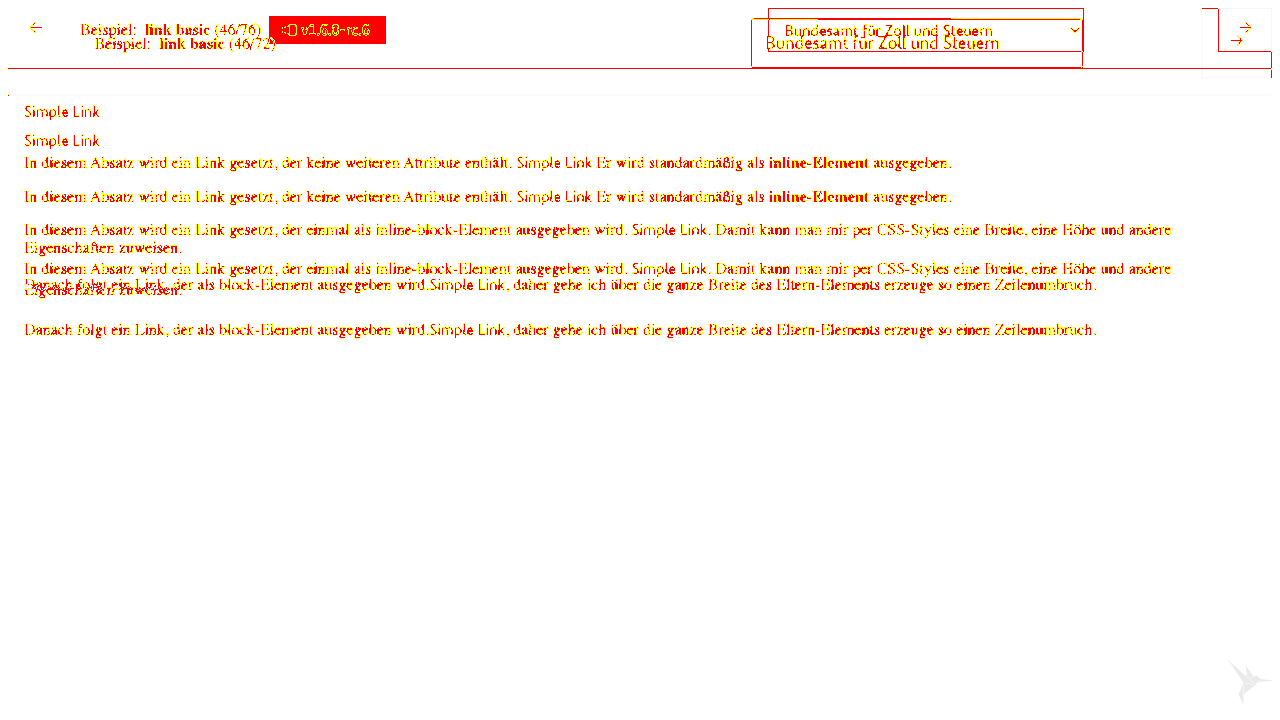 Beispiel: link basic (46/76) v1.6.0-rc.6 Bundesamt für Zoll und Steuern
Beispiel: link basic (46/72) Bundesamt für Zoll und Steuern
Simple Link
Simple Link
In diesem Absatz wird ein Link gesetzt, der keine weiteren Attribute enthält. Simple Link Er wird standardmäßig als inline-Element ausgegeben.
In diesem Absatz wird ein Link gesetzt, der keine weiteren Attribute enthält. Simple Link Er wird standardmäßig als inline-Element ausgegeben.
In diesem Absatz wird ein Link gesetzt, der einmal als inline-block-Element ausgegeben wird. Simple Link. Damit kann man mir per CSS-Styles eine Breite, eine Höhe und andere
Eigenschaften zuweisen.
In diesem Absatz wird ein Link gesetzt, der einmal als inline-block-Element ausgegeben wird. Simple Link. Damit kann man mir per CSS-Styles eine Breite, eine Höhe und andere
Danach folgt ein Link, der als block-Element ausgegeben wird.Simple Link, daher gehe ich über die ganze Breite des Eltern-Elements erzeuge so einen Zeilenumbruch.
Eigenschaften zuweisen.
Danach folgt ein Link, der als block-Element ausgegeben wird.Simple Link, daher gehe ich über die ganze Breite des Eltern-Elements erzeuge so einen Zeilenumbruch.